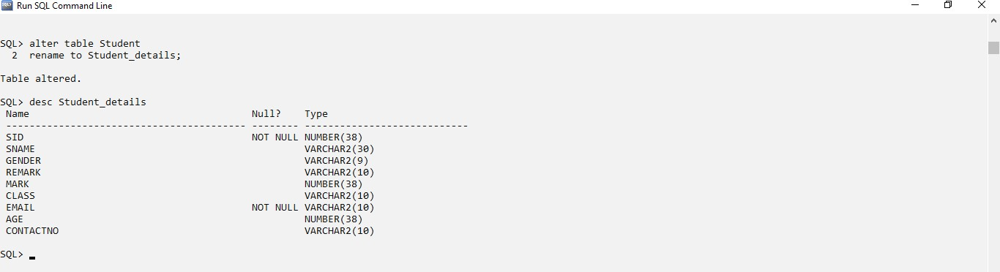 Run SQL Command Line
SQL> alter table Student
  2  rename to Student_details;
Table altered.
SQL> desc Student_details
 Name                                      Null?    Type
 ----------------------------------------- -------- ----------------------------
 SID                                       NOT NULL NUMBER(38)
 SNAME                                              VARCHAR2(30)
 GENDER                                             VARCHAR2(9)
 REMARK                                             VARCHAR2(10)
 MARK                                               NUMBER(38)
 CLASS                                              VARCHAR2(10)
 EMAIL                                     NOT NULL VARCHAR2(10)
 AGE                                                NUMBER(38)
 CONTACTNO                                          VARCHAR2(10)
SQL>